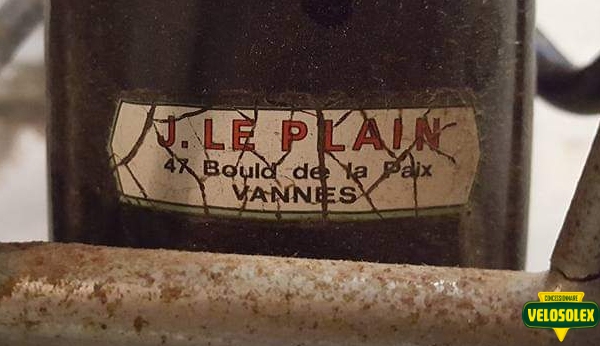 J. LE PLAIN
47 Bould de la Paix
VANNES
CONCESSIONNAIRE
VELOSOLEX